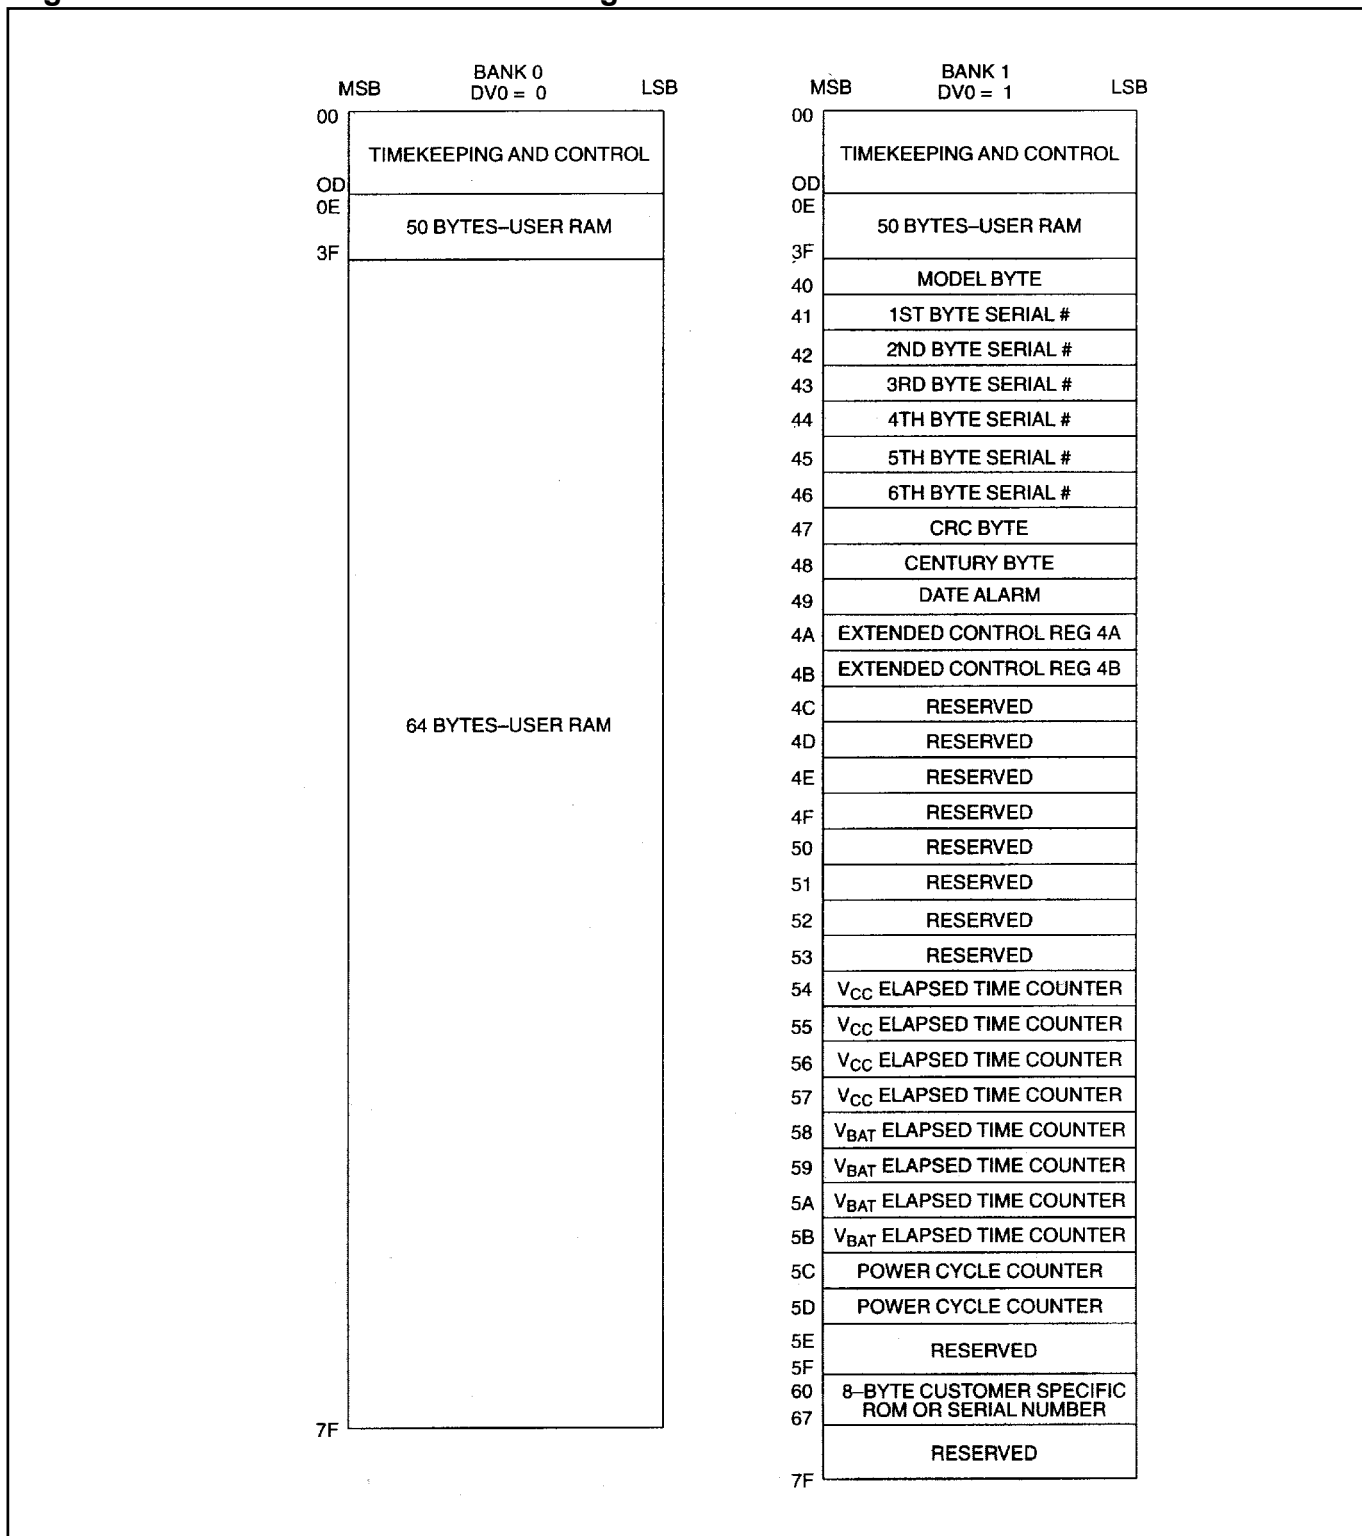 BANK 0
MSB DV0 = 0 LSB
00
TIMEKEEPING AND CONTROL
OD
0E
50 BYTES–USER RAM
3F
64 BYTES–USER RAM
7F
BANK 1
MSB DV0 = 1 LSB
00
TIMEKEEPING AND CONTROL
OD
0E
50 BYTES–USER RAM
3F
40 MODEL BYTE
41 1ST BYTE SERIAL #
42 2ND BYTE SERIAL #
43 3RD BYTE SERIAL #
44 4TH BYTE SERIAL #
45 5TH BYTE SERIAL #
46 6TH BYTE SERIAL #
47 CRC BYTE
48 CENTURY BYTE
49 DATE ALARM
4A EXTENDED CONTROL REG 4A
4B EXTENDED CONTROL REG 4B
4C RESERVED
4D RESERVED
4E RESERVED
4F RESERVED
50 RESERVED
51 RESERVED
52 RESERVED
53 RESERVED
54 VCC ELAPSED TIME COUNTER
55 VCC ELAPSED TIME COUNTER
56 VCC ELAPSED TIME COUNTER
57 VCC ELAPSED TIME COUNTER
58 VBAT ELAPSED TIME COUNTER
59 VBAT ELAPSED TIME COUNTER
5A VBAT ELAPSED TIME COUNTER
5B VBAT ELAPSED TIME COUNTER
5C POWER CYCLE COUNTER
5D POWER CYCLE COUNTER
5E
RESERVED
5F
60 8–BYTE CUSTOMER SPECIFIC
67 ROM OR SERIAL NUMBER
RESERVED
7F